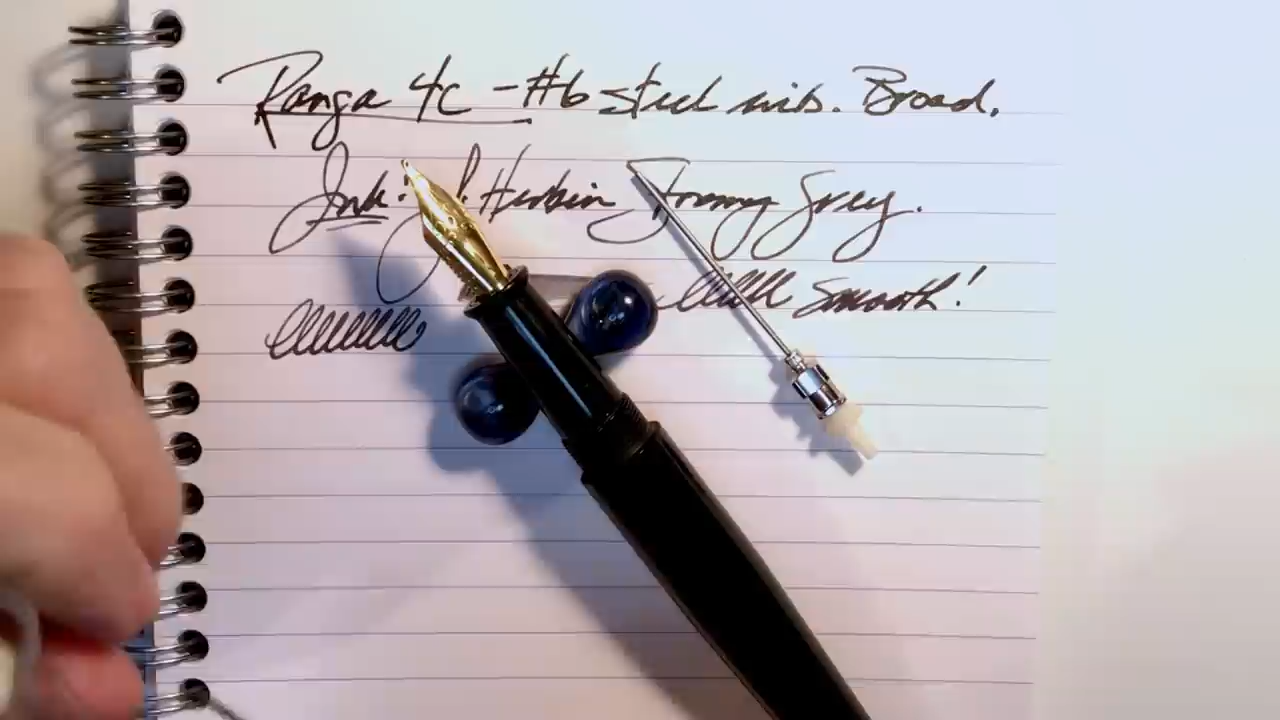 Ranga 4C - #6 steel nib. Broad.
Ink: J. Herbin Stormy Grey.
Smooth!